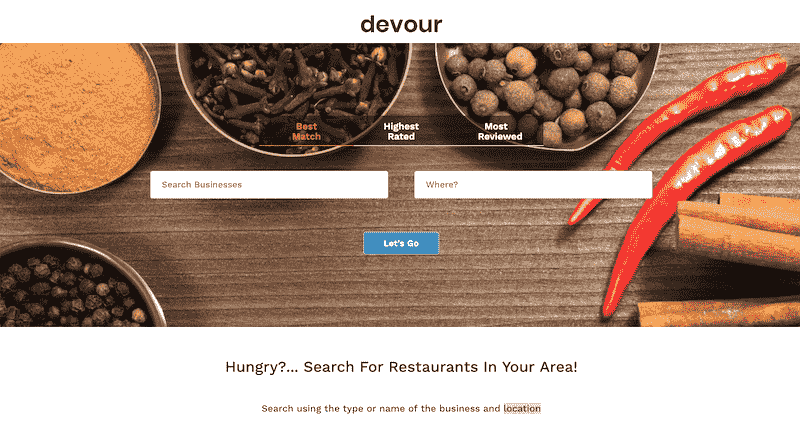 devour
Best
Match
Highest
Rated
Most
Reviewed
Search Businesses
Where?
Let's Go
Hungry?... Search For Restaurants In Your Area!
Search using the type or name of the business and location